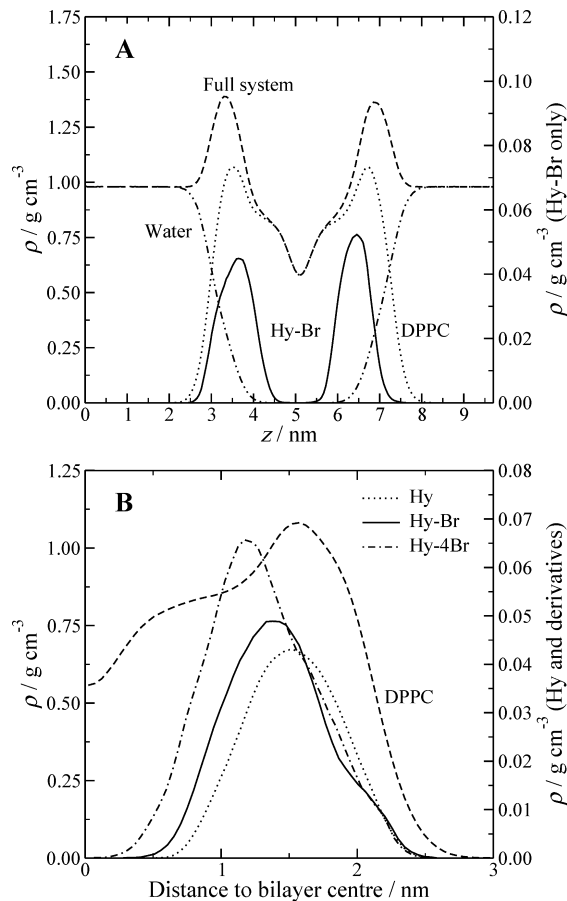 A
Full system
Water
Hy-Br
DPPC
1.75
1.50
1.25
1.00
0.75
0.50
0.25
0.00
ρ / g cm-3
0.12
0.10
0.08
0.06
0.04
0.02
0.00
ρ / g cm-3 (Hy-Br only)
0 1 2 3 4 5 6 7 8 9
z / nm
B
Hy
Hy-Br
Hy-4Br
DPPC
1.25
1.00
0.75
0.50
0.25
0.00
ρ / g cm-3
0.08
0.07
0.06
0.05
0.04
0.03
0.02
0.01
0.00
ρ / g cm-3 (Hy and derivatives)
0 1 2 3
Distance to bilayer centre / nm